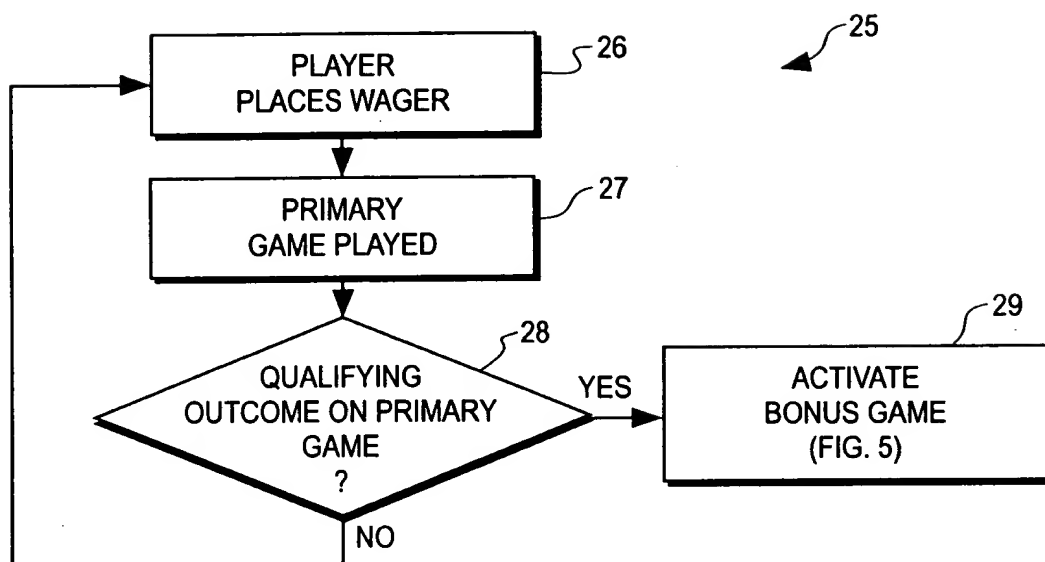 25
26
PLAYER
PLACES WAGER
27
PRIMARY
GAME PLAYED
28
QUALIFYING
OUTCOME ON PRIMARY
GAME
?
YES
29
ACTIVATE
BONUS GAME
(FIG. 5)
NO